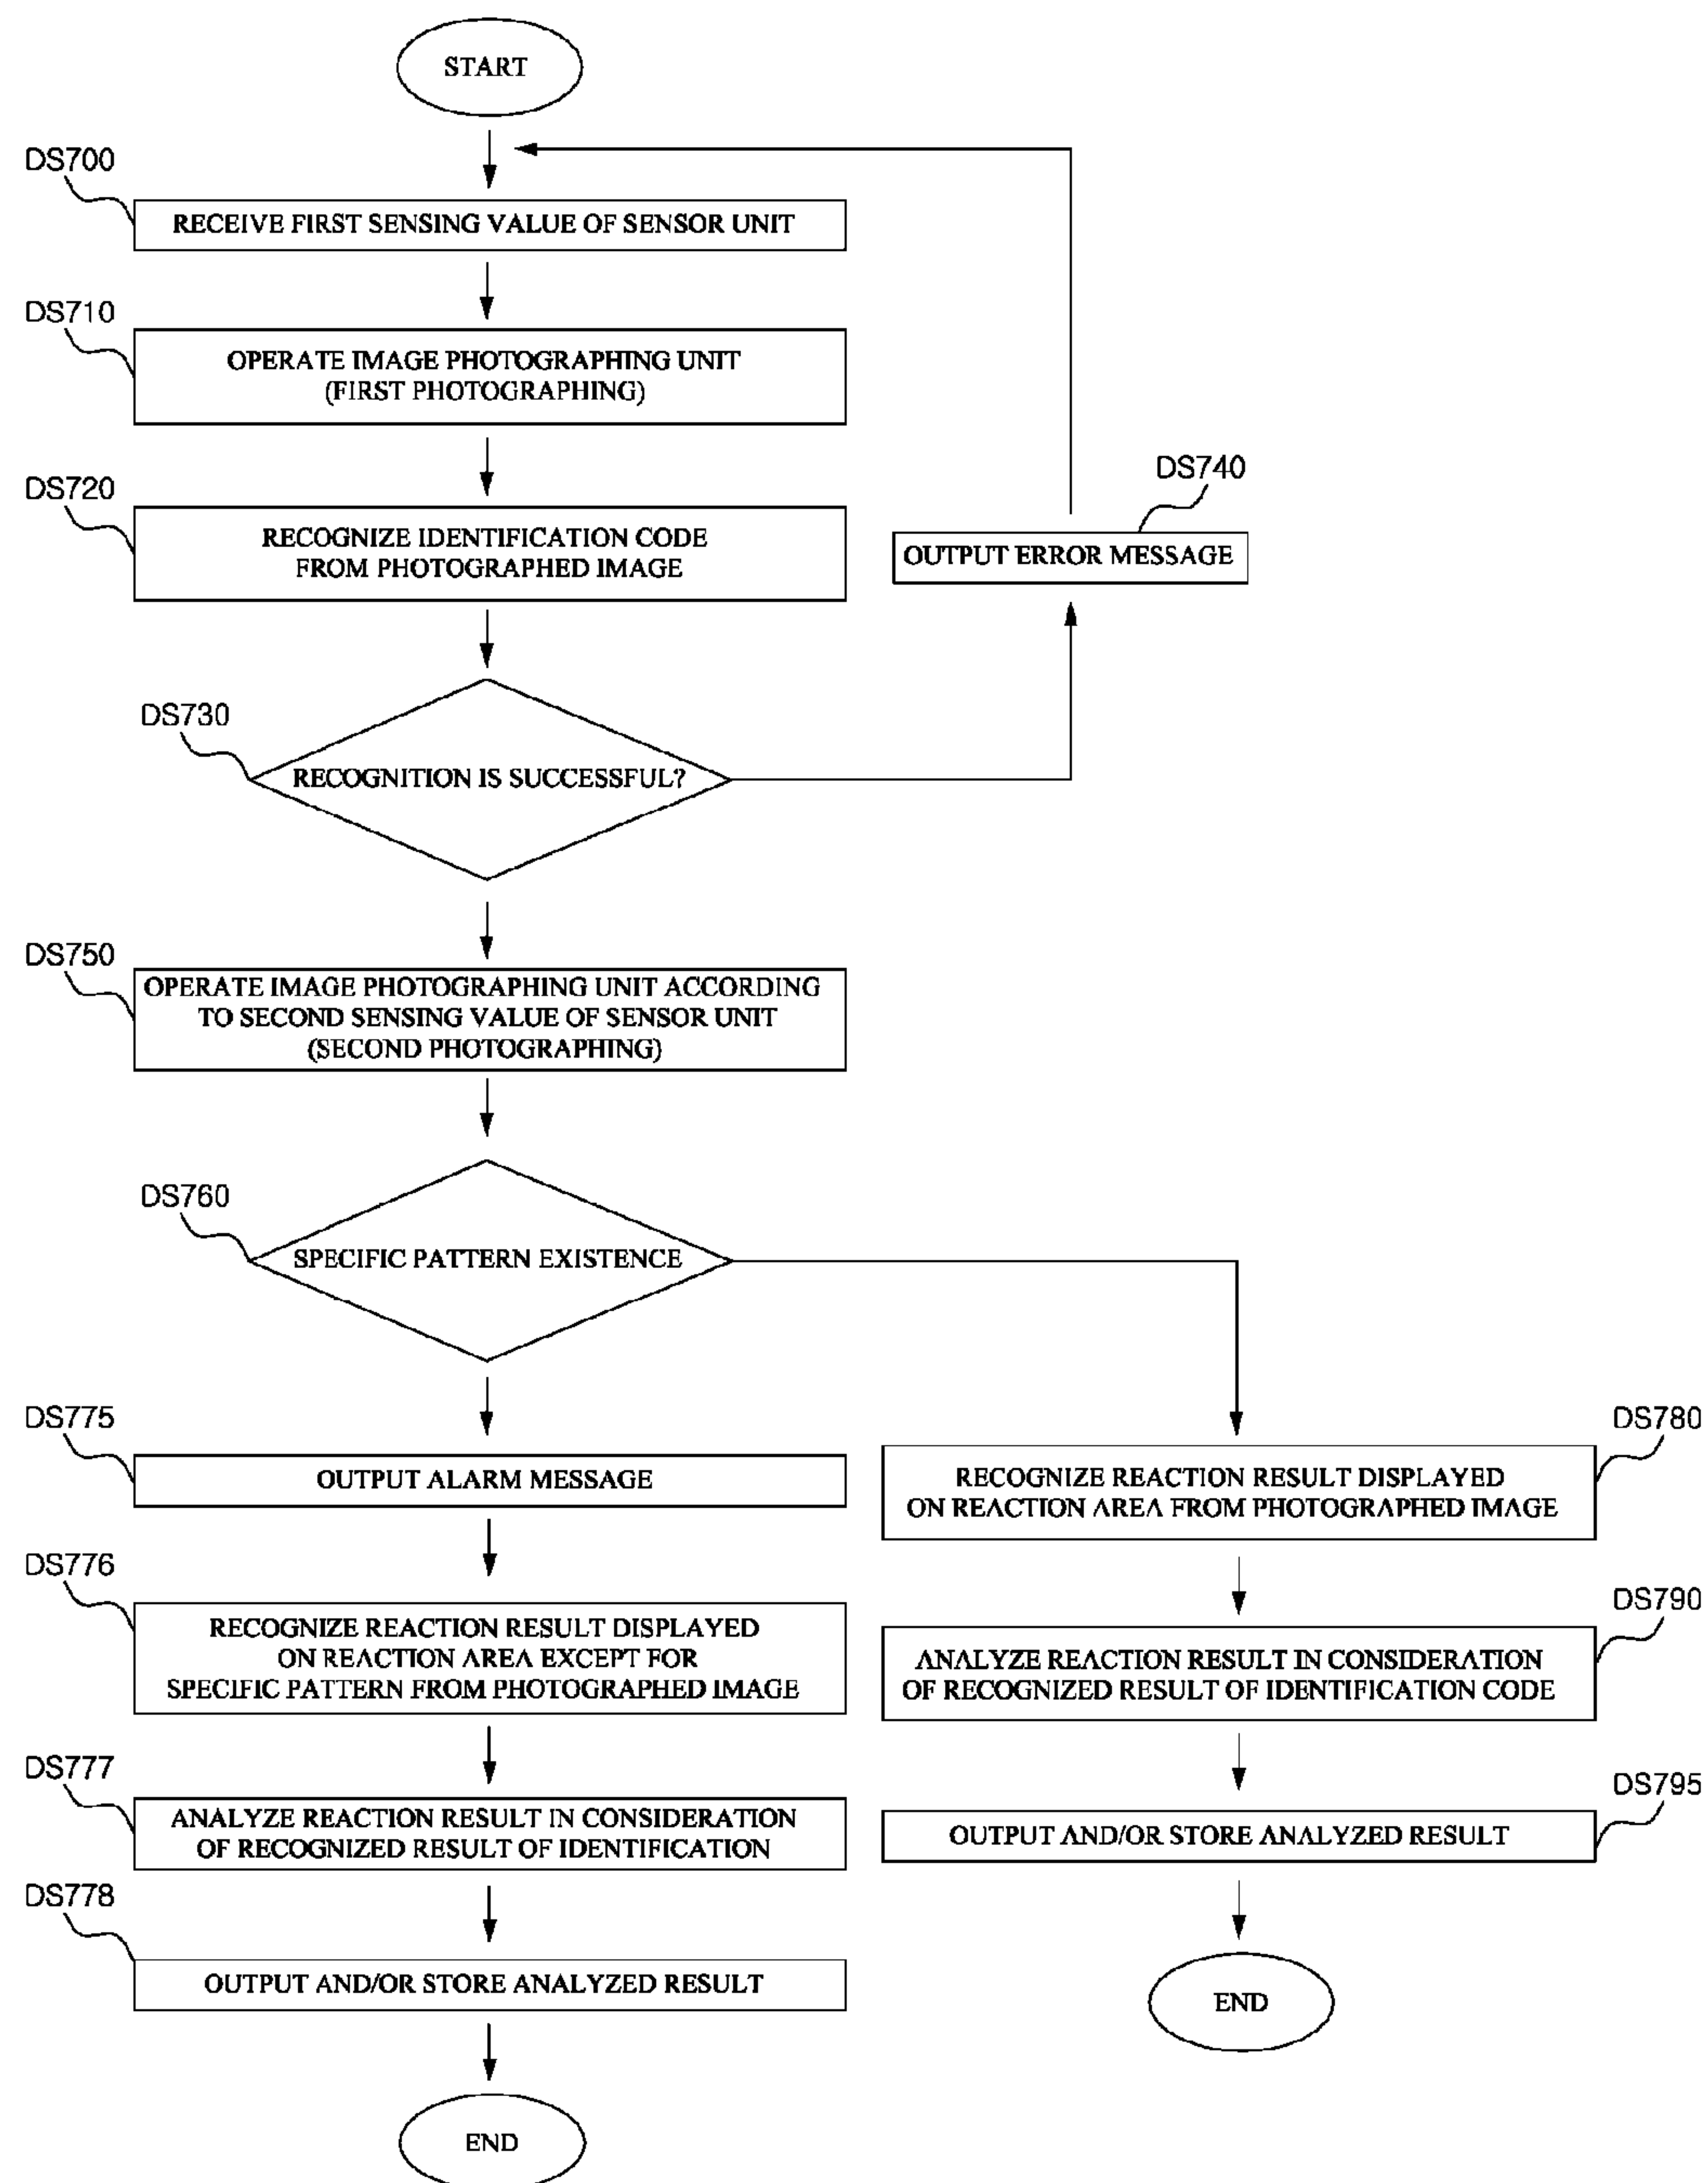 START
DS700
RECEIVE FIRST SENSING VALUE OF SENSOR UNIT
DS710
OPERATE IMAGE PHOTOGRAPHING UNIT
(FIRST PHOTOGRAPHING)
DS720
RECOGNIZE IDENTIFICATION CODE
FROM PHOTOGRAPHED IMAGE
DS740
OUTPUT ERROR MESSAGE
DS730
RECOGNITION IS SUCCESSFUL?
DS750
OPERATE IMAGE PHOTOGRAPHING UNIT ACCORDING
TO SECOND SENSING VALUE OF SENSOR UNIT
(SECOND PHOTOGRAPHING)
DS760
SPECIFIC PATTERN EXISTENCE
DS775
OUTPUT ALARM MESSAGE
DS776
RECOGNIZE REACTION RESULT DISPLAYED
ON REACTION AREA EXCEPT FOR
SPECIFIC PATTERN FROM PHOTOGRAPHED IMAGE
DS777
ANALYZE REACTION RESULT IN CONSIDERATION
OF RECOGNIZED RESULT OF IDENTIFICATION
DS778
OUTPUT AND/OR STORE ANALYZED RESULT
END
DS780
RECOGNIZE REACTION RESULT DISPLAYED
ON REACTION AREA FROM PHOTOGRAPHED IMAGE
DS790
ANALYZE REACTION RESULT IN CONSIDERATION
OF RECOGNIZED RESULT OF IDENTIFICATION CODE
DS795
OUTPUT AND/OR STORE ANALYZED RESULT
END